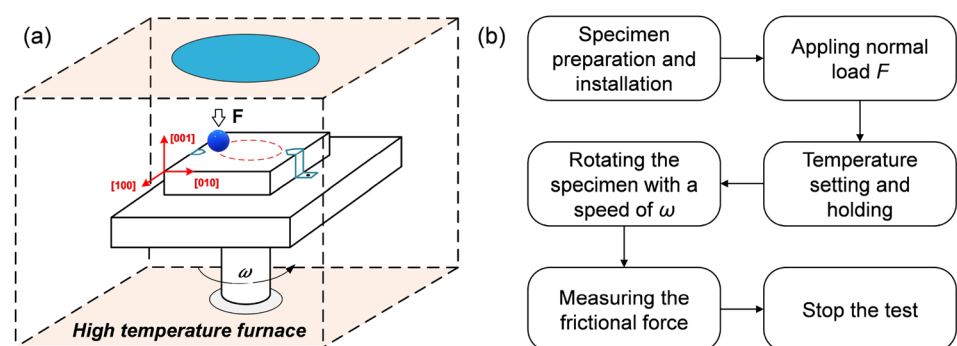 (a)
F
[001]
[100]
[010]
ω
High temperature furnace
(b)
Specimen
preparation and
installation
Appling normal
load F
Temperature
setting and
holding
Rotating the
specimen with a
speed of ω
Measuring the
frictional force
Stop the test